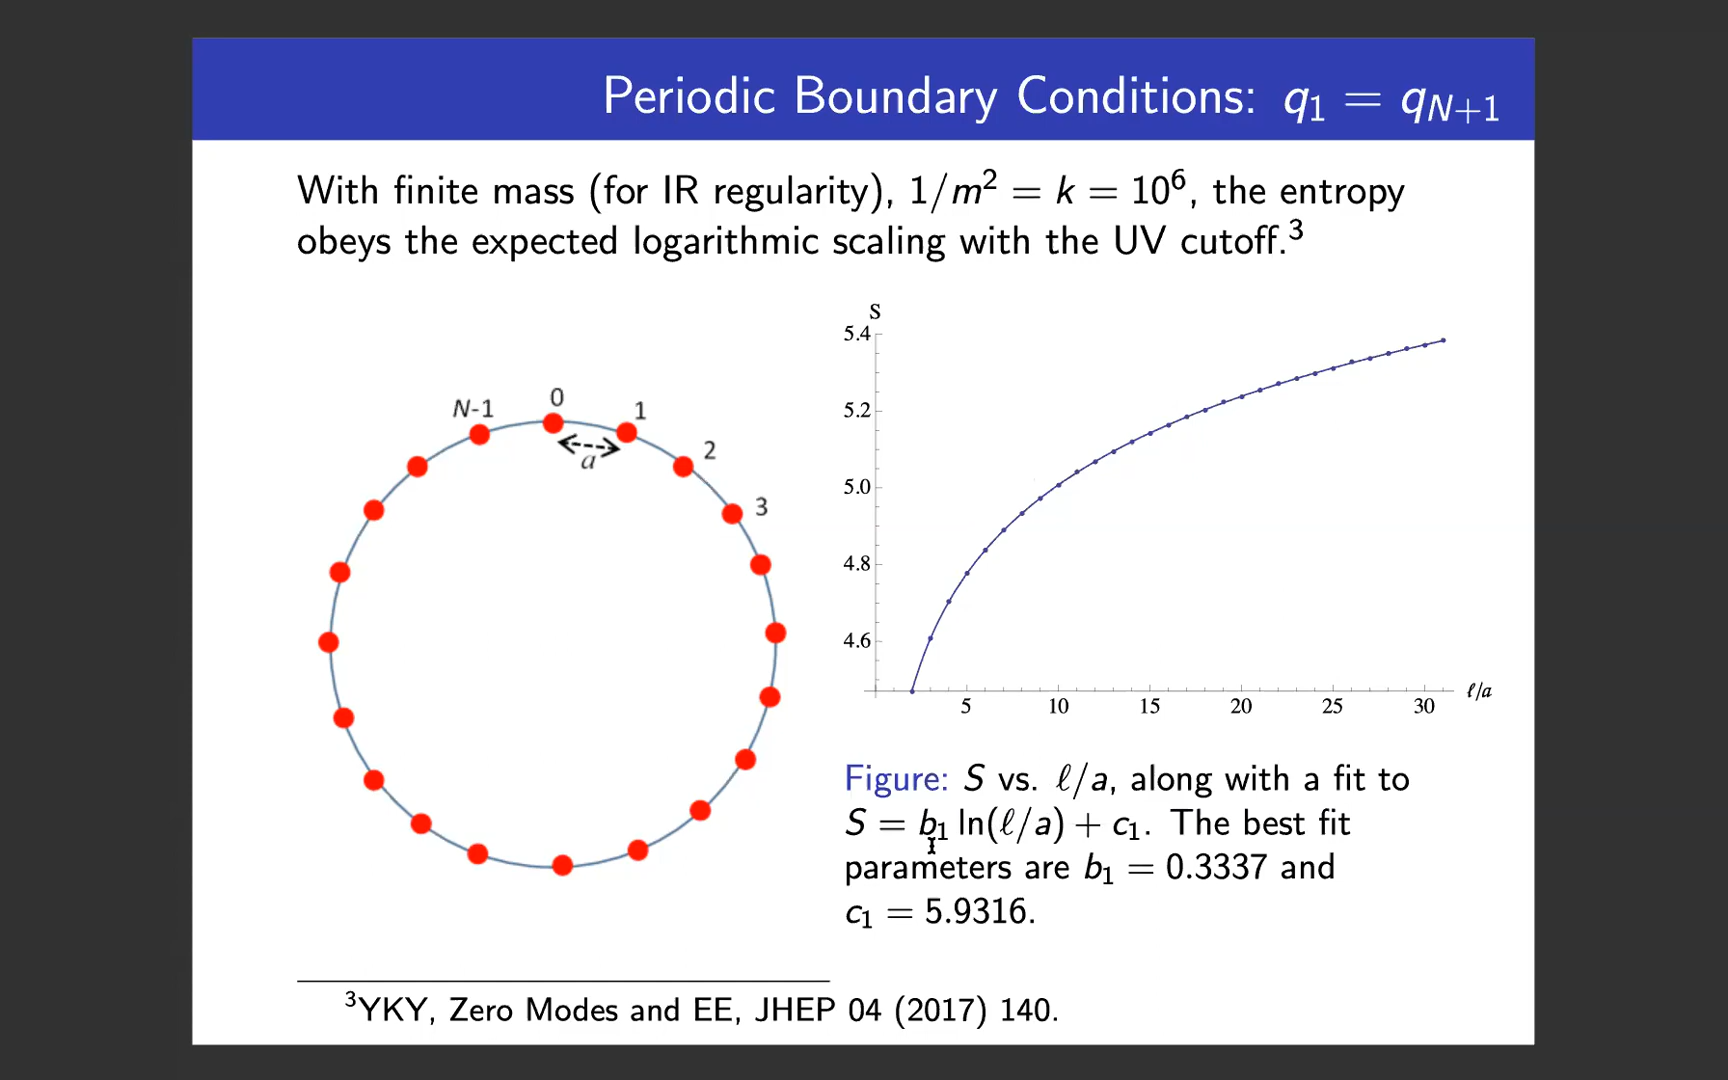 Periodic Boundary Conditions: q₁ = q_{N+1}
With finite mass (for IR regularity), 1/m² = k = 10⁶, the entropy
obeys the expected logarithmic scaling with the UV cutoff.³
N-1
0
1
2
3
a
S
5.4
5.2
5.0
4.8
4.6
5 10 15 20 25 30
ℓ/a
Figure: S vs. ℓ/a, along with a fit to
S = b₁ ln(ℓ/a) + c₁. The best fit
parameters are b₁ = 0.3337 and
c₁ = 5.9316.
³YKY, Zero Modes and EE, JHEP 04 (2017) 140.